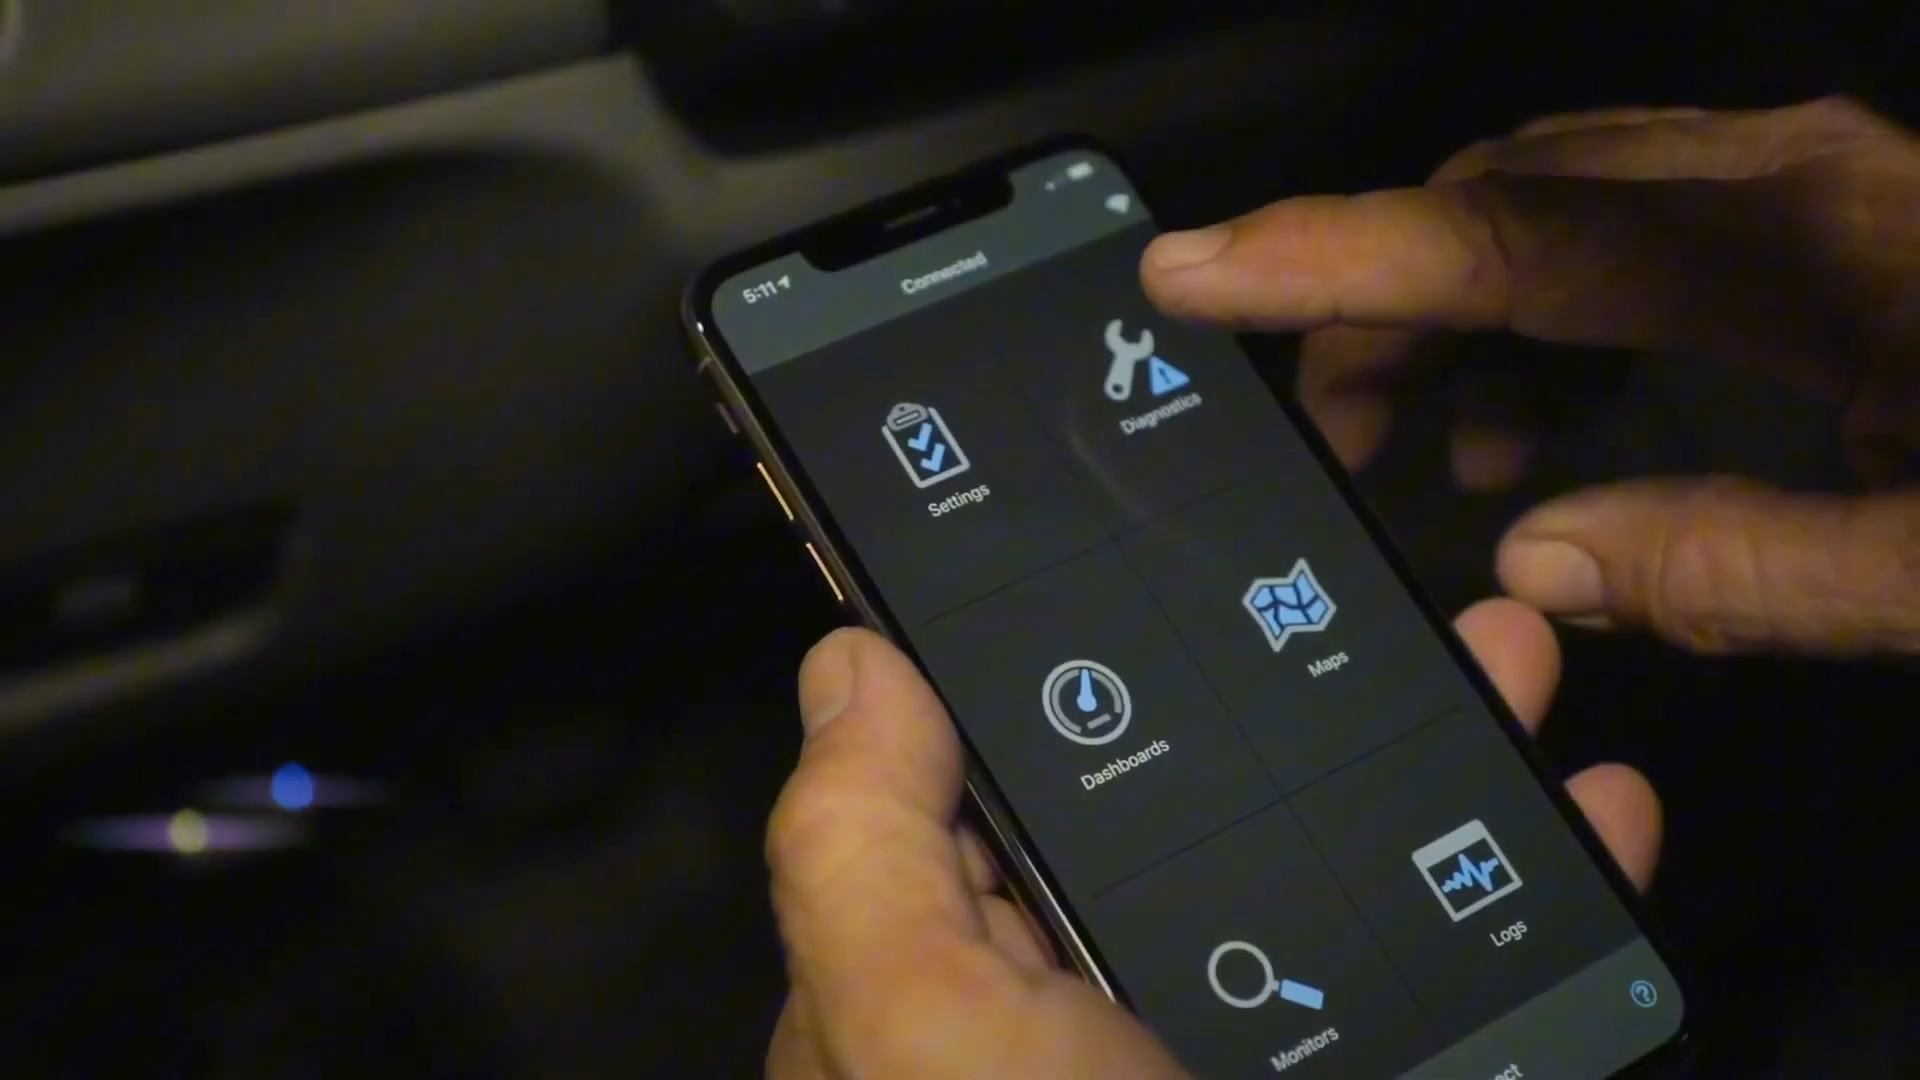 5:11
Connected
Settings
Diagnostics
Dashboards
Maps
Monitors
Logs
?